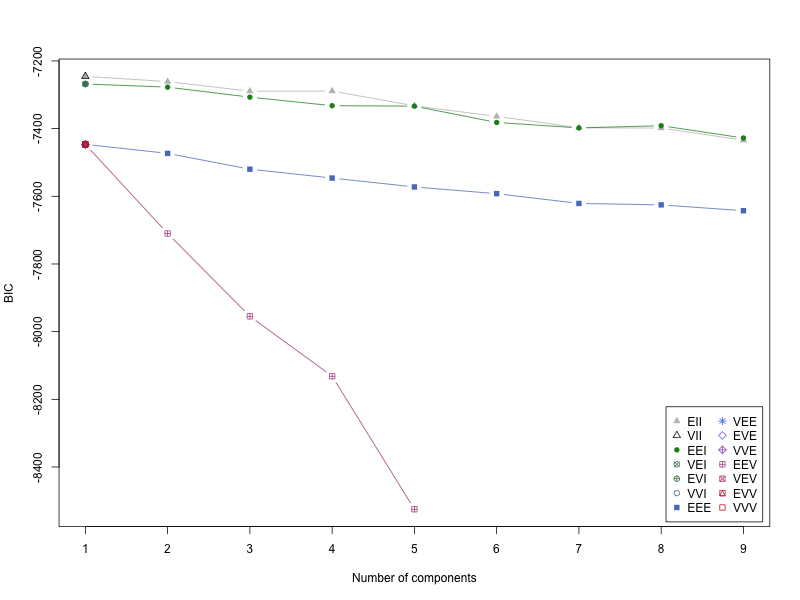 -7200
-7400
-7600
-7800
-8000
-8200
-8400
BIC
1 2 3 4 5 6 7 8 9
Number of components
EII VEE
VII EVE
EEI VVE
VEI EEV
EVI VEV
VVI EVV
EEE VVV